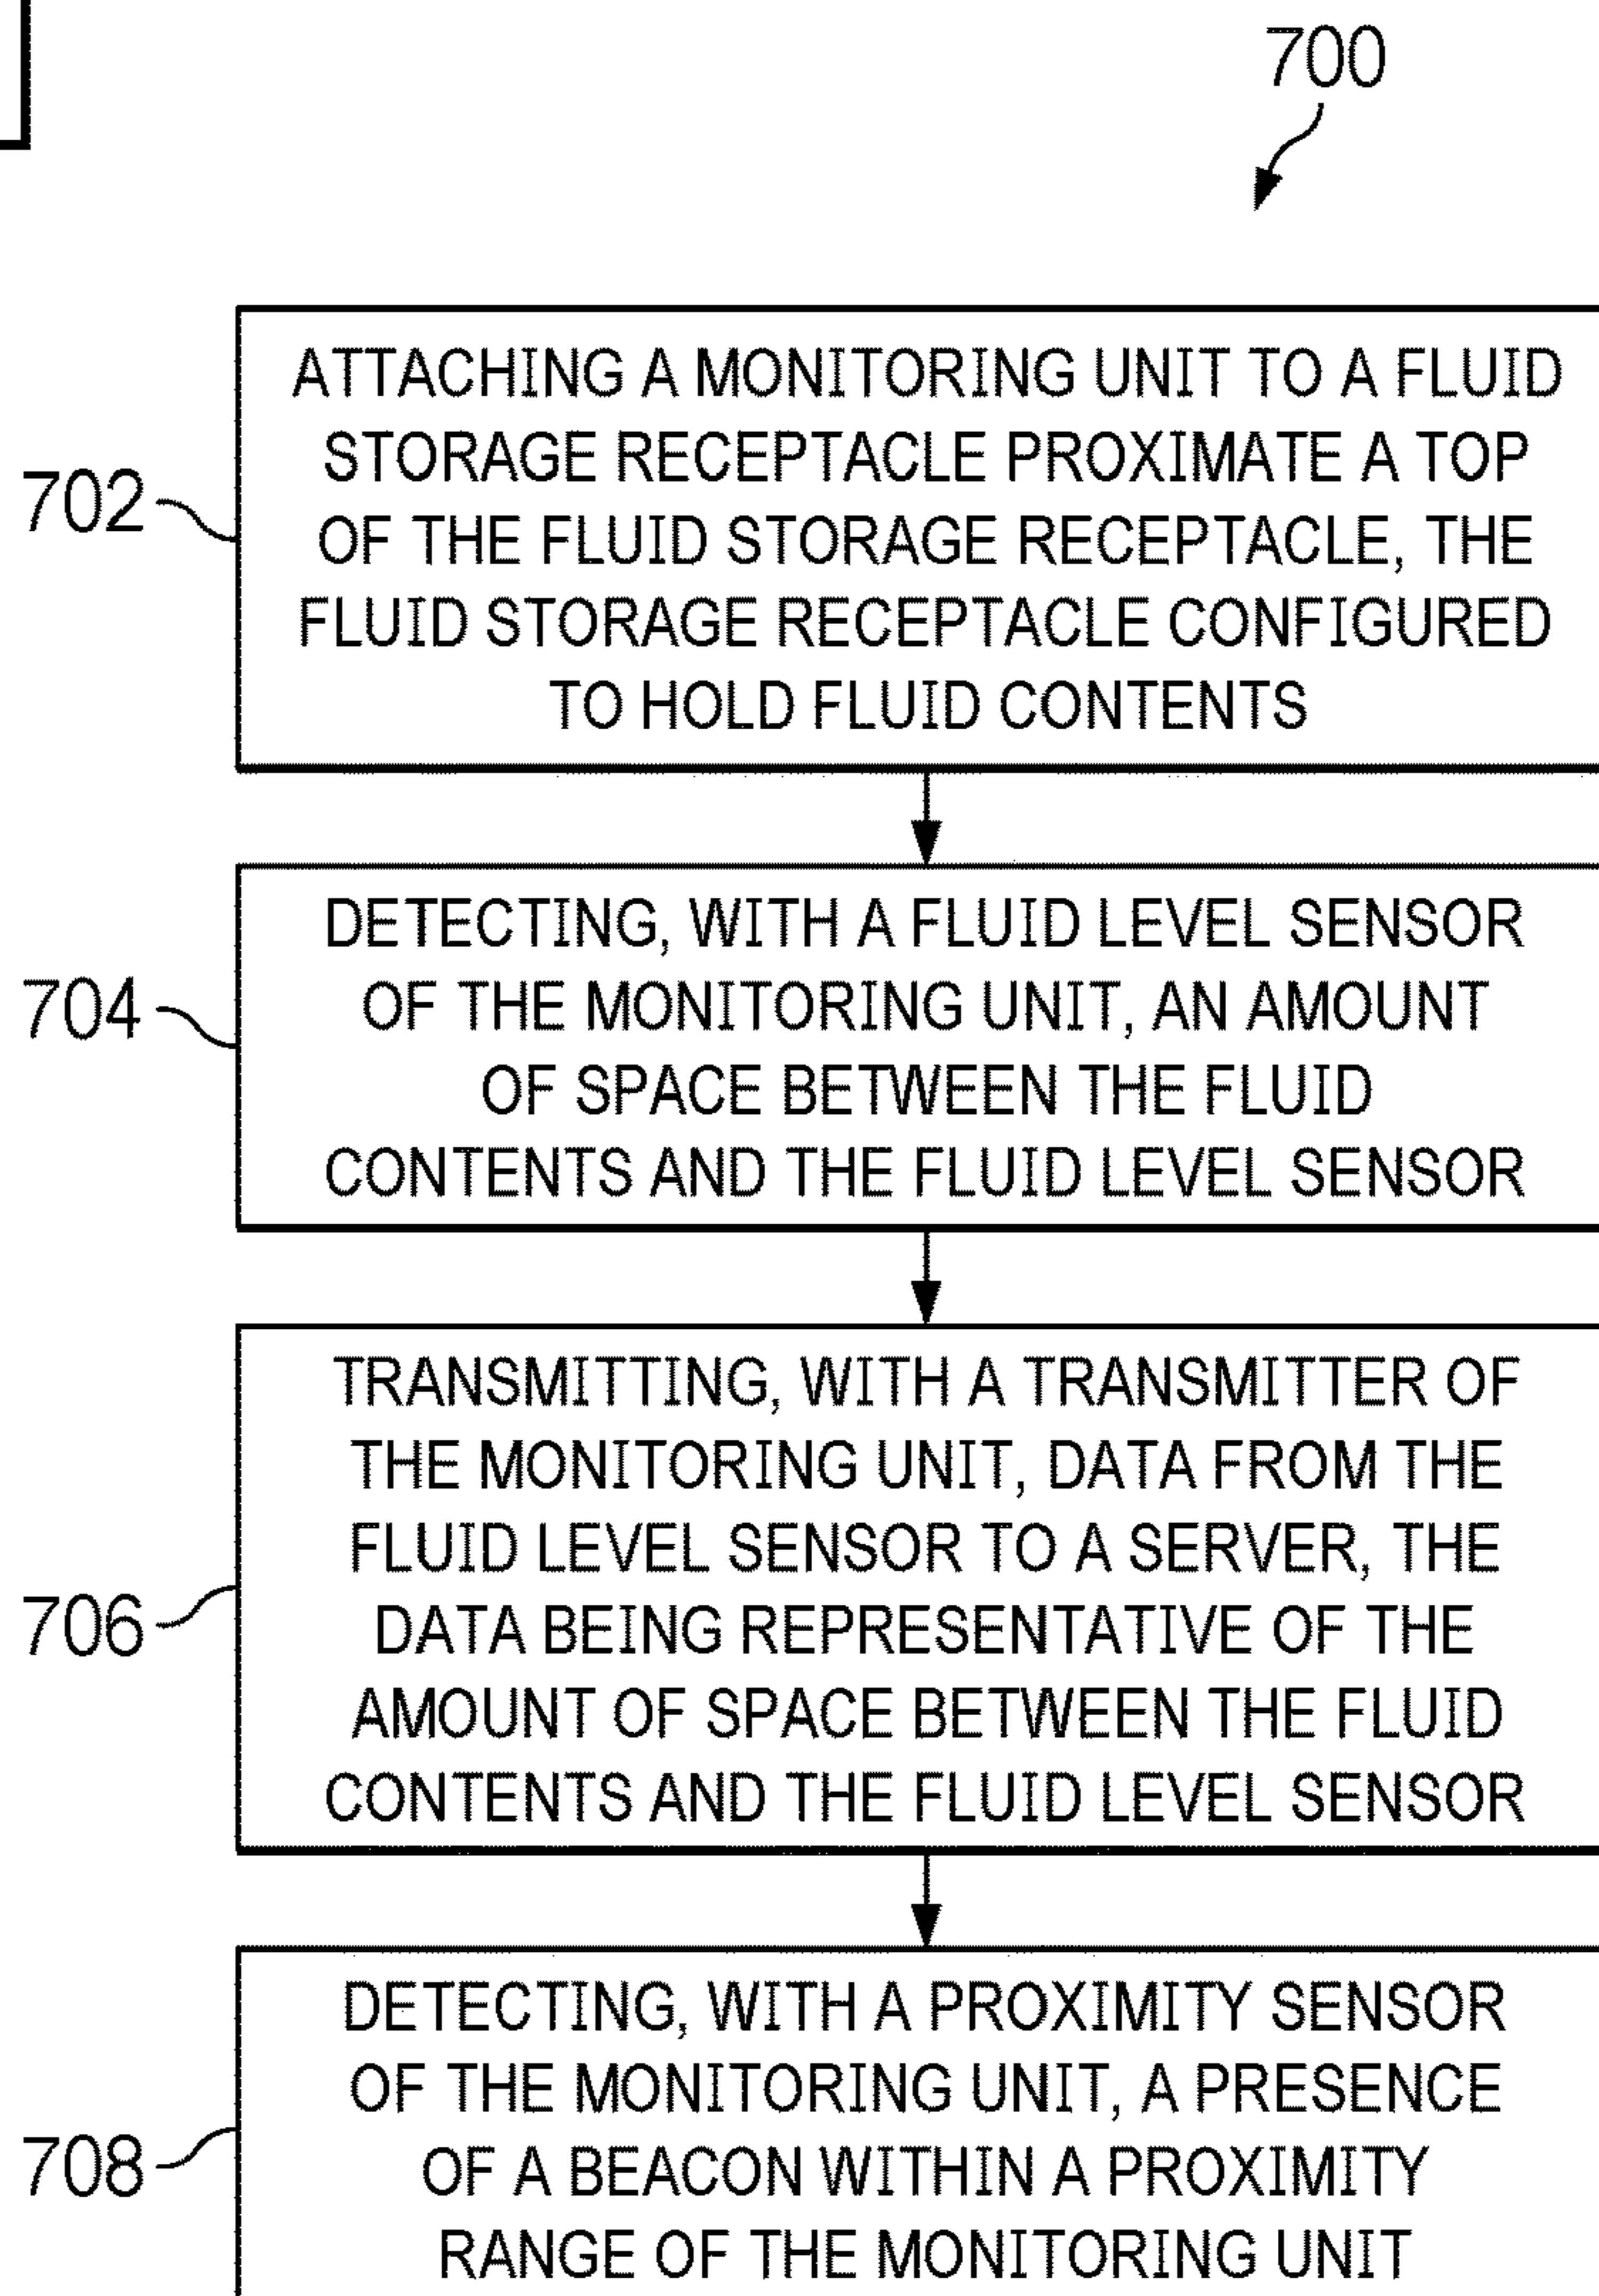 700
702
ATTACHING A MONITORING UNIT TO A FLUID
STORAGE RECEPTACLE PROXIMATE A TOP
OF THE FLUID STORAGE RECEPTACLE, THE
FLUID STORAGE RECEPTACLE CONFIGURED
TO HOLD FLUID CONTENTS
704
DETECTING, WITH A FLUID LEVEL SENSOR
OF THE MONITORING UNIT, AN AMOUNT
OF SPACE BETWEEN THE FLUID
CONTENTS AND THE FLUID LEVEL SENSOR
706
TRANSMITTING, WITH A TRANSMITTER OF
THE MONITORING UNIT, DATA FROM THE
FLUID LEVEL SENSOR TO A SERVER, THE
DATA BEING REPRESENTATIVE OF THE
AMOUNT OF SPACE BETWEEN THE FLUID
CONTENTS AND THE FLUID LEVEL SENSOR
708
DETECTING, WITH A PROXIMITY SENSOR
OF THE MONITORING UNIT, A PRESENCE
OF A BEACON WITHIN A PROXIMITY
RANGE OF THE MONITORING UNIT